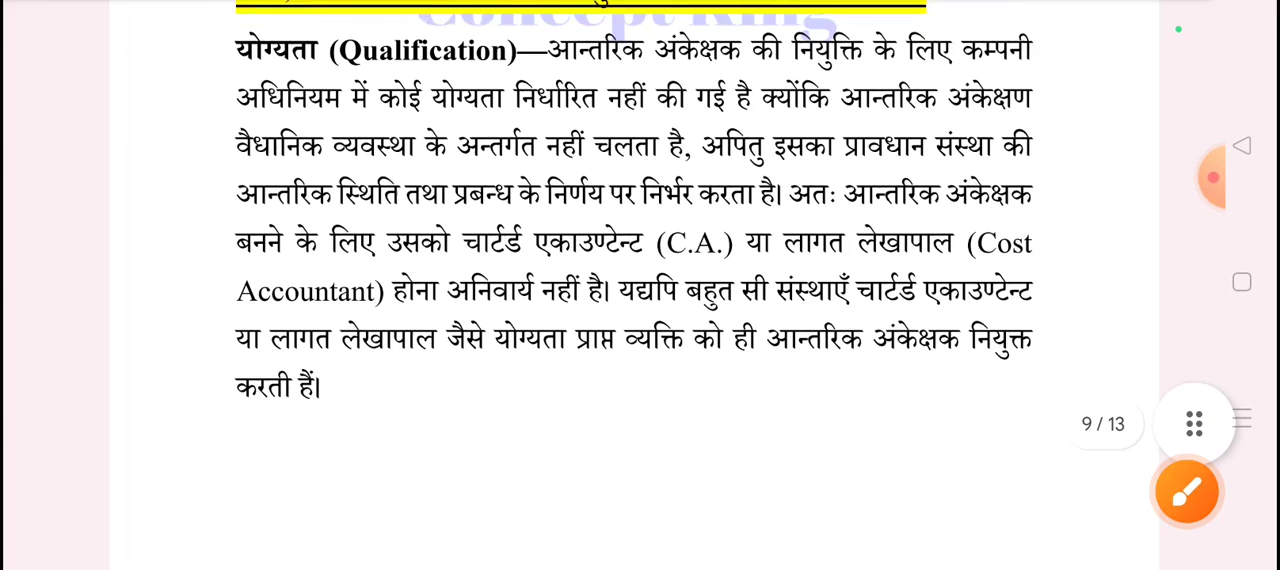 Concept King
योग्यता (Qualification)—आन्तरिक अंकेक्षक की नियुक्ति के लिए कम्पनी
अधिनियम में कोई योग्यता निर्धारित नहीं की गई है क्योंकि आन्तरिक अंकेक्षण
वैधानिक व्यवस्था के अन्तर्गत नहीं चलता है, अपितु इसका प्रावधान संस्था की
आन्तरिक स्थिति तथा प्रबन्ध के निर्णय पर निर्भर करता है। अतः आन्तरिक अंकेक्षक
बनने के लिए उसको चार्टर्ड एकाउण्टेन्ट (C.A.) या लागत लेखापाल (Cost
Accountant) होना अनिवार्य नहीं है। यद्यपि बहुत सी संस्थाएँ चार्टर्ड एकाउण्टेन्ट
या लागत लेखापाल जैसे योग्यता प्राप्त व्यक्ति को ही आन्तरिक अंकेक्षक नियुक्त
करती हैं।
9 / 13